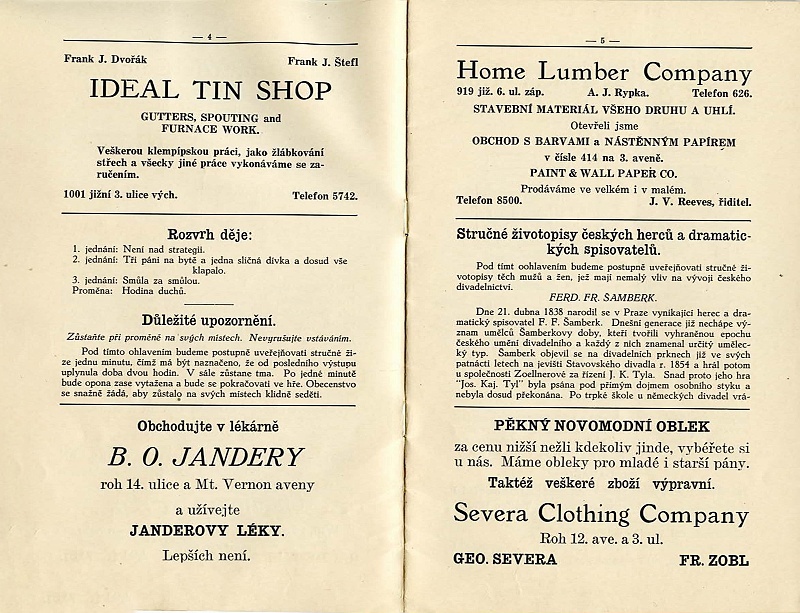 — 4 —
Frank J. Dvořák Frank J. Štefl
IDEAL TIN SHOP
GUTTERS, SPOUTING and
FURNACE WORK.
Veškerou klempípskou práci, jako žlábkování
střech a všecky jiné práce vykonáváme se za-
ručením.
1001 jižní 3. ulice vých. Telefon 5742.
Rozvrh děje:
1. jednání: Není nad strategii.
2. jednání: Tři páni na bytě a jedna sličná dívka a dosud vše
klapalo.
3. jednání: Smůla za smůlou.
Proměna: Hodina duchů.
Důležité upozornění.
Zůstaňte při proměně na svých místech. Nevyrušujte vstáváním.
Pod tímto ohlavením budeme postupně uveřejňovati stručné ži-
ze jednu minutu, čímž má být naznačeno, že od posledního výstupu
uplynula doba dvou hodin. V sále zůstane tma. Po jedné minutě
bude opona zase vytažena a bude se pokračovati ve hře. Obecenstvo
se snažně žádá, aby zůstalo na svých místech klidně seděti.
Obchodujte v lékárně
B. O. JANDERY
roh 14. ulice a Mt. Vernon aveny
a užívejte
JANDEROVY LÉKY.
Lepších není.
— 5 —
Home Lumber Company
919 již. 6. ul. záp. A. J. Rypka. Telefon 626.
STAVEBNÍ MATERIÁL VŠEHO DRUHU A UHLÍ.
Otevřeli jsme
OBCHOD S BARVAMI a NÁSTĚNNÝM PAPÍREM
v čísle 414 na 3. aveně.
PAINT & WALL PAPER CO.
Prodáváme ve velkém i v malém.
Telefon 8500. J. V. Reeves, řiditel.
Stručné životopisy českých herců a dramatic-
kých spisovatelů.
Pod tímt oohlavením budeme postupně uveřejňovati stručné ži-
votopisy těch mužů a žen, jež mají nemalý vliv na vývoji českého
divadelnictví.
FERD. FR. ŠAMBERK.
Dne 21. dubna 1838 narodil se v Praze vynikající herec a dra-
matický spisovatel F. F. Šamberk. Dnešní generace již nechápe vý-
znam umělců Šamberkovy doby, kteří tvořili vyhraněnou epochu
českého umění divadelního a každý z nich znamenal určitý umělec-
ký typ. Šamberk objevil se na divadelních prknech již ve svých
patnácti letech na jevišti Stavovského divadla r. 1854 a hrál potom
u společnosti Zoellnerové za řízení J. K. Tyla. Snad proto jeho hra
"Jos. Kaj. Tyl" byla psána pod přímým dojmem osobního styku a
nebyla dosud překonána. Po trpké škole u německých divadel vrá-
PĚKNÝ NOVOMODNÍ OBLEK
za cenu nižší nežli kdekoliv jinde, vybéřete si
u nás. Máme obleky pro mladé i starší pány.
Taktéž veškeré zboží výpravní.
Severa Clothing Company
Roh 12. ave. a 3. ul.
GEO. SEVERA FR. ZOBL